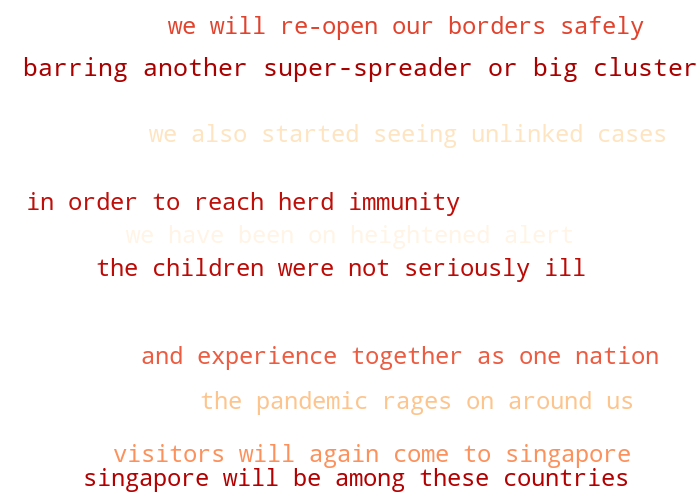 we will re-open our borders safely
barring another super-spreader or big cluster
we also started seeing unlinked cases
in order to reach herd immunity
we have been on heightened alert
the children were not seriously ill
and experience together as one nation
the pandemic rages on around us
visitors will again come to singapore
singapore will be among these countries